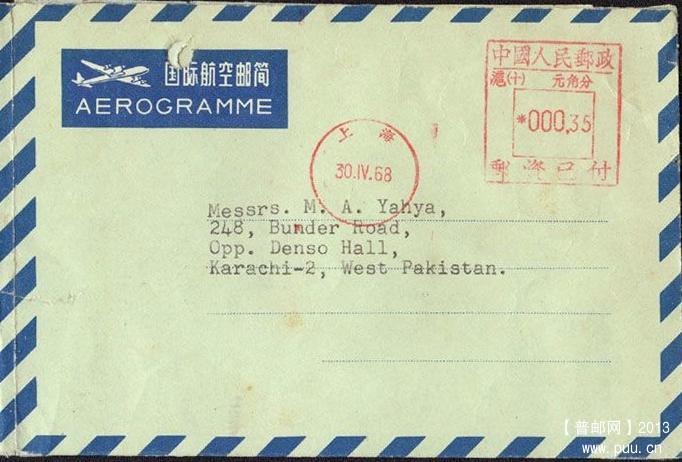 国际航空邮简
AEROGRAMME
中國人民郵政
滬(十) 元角分
*000.35
郵資已付
上海
30.IV.68
Messrs. M. A. Yahya,
248, Bunder Road,
Opp. Denso Hall,
Karachi-2, West Pakistan.
【普邮网】2013
www.puu.cn